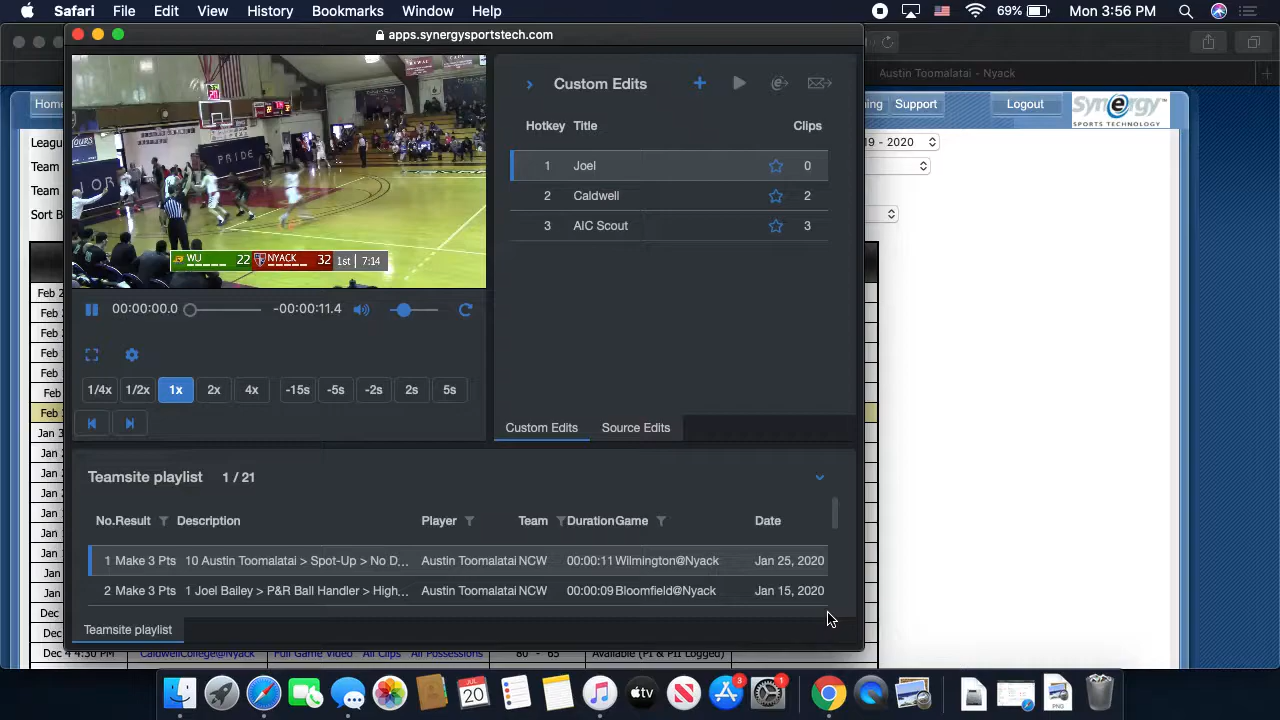 Safari File Edit View History Bookmarks Window Help 69% Mon 3:56 PM
apps.synergysportstech.com
Austin Toomalatai - Nyack
Home ning Support Logout Synergy
SPORTS TECHNOLOGY
Leagu 19 - 2020
Team
Team
Sort B
PRIDE
WU 22 NYACK 32 1st 7:14
Custom Edits
Hotkey Title Clips
1 Joel 0
2 Caldwell 2
3 AIC Scout 3
00:00:00.0 -00:00:11.4
1/4x 1/2x 1x 2x 4x -15s -5s -2s 2s 5s
Custom Edits Source Edits
Teamsite playlist 1 / 21
No. Result Description Player Team Duration Game Date
1 Make 3 Pts 10 Austin Toomalatai > Spot-Up > No D... Austin Toomalatai NCW 00:00:11 Wilmington@Nyack Jan 25, 2020
2 Make 3 Pts 1 Joel Bailey > P&R Ball Handler > High... Austin Toomalatai NCW 00:00:09 Bloomfield@Nyack Jan 15, 2020
Teamsite playlist
Feb 2
Feb 2
Feb
Feb
Feb
Feb
Feb
Jan 3
Jan 2
Jan 2
Jan 2
Jan
Jan
Jan
Jan
Jan
Dec
Dec
Dec 4 4:30 PM CaldwellCollege@Nyack Full Game Video All Clips All Possessions 80 - 65 Available (PI & PII Logged)
JUL
20
tv
3
1
PNG